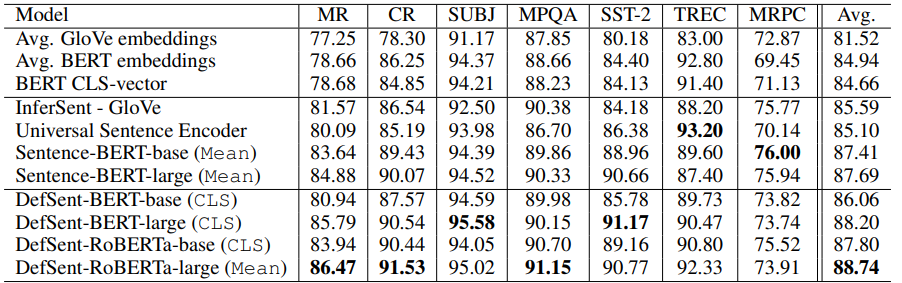 Model MR CR SUBJ MPQA SST-2 TREC MRPC Avg.
Avg. GloVe embeddings 77.25 78.30 91.17 87.85 80.18 83.00 72.87 81.52
Avg. BERT embeddings 78.66 86.25 94.37 88.66 84.40 92.80 69.45 84.94
BERT CLS-vector 78.68 84.85 94.21 88.23 84.13 91.40 71.13 84.66
InferSent - GloVe 81.57 86.54 92.50 90.38 84.18 88.20 75.77 85.59
Universal Sentence Encoder 80.09 85.19 93.98 86.70 86.38 93.20 70.14 85.10
Sentence-BERT-base (Mean) 83.64 89.43 94.39 89.86 88.96 89.60 76.00 87.41
Sentence-BERT-large (Mean) 84.88 90.07 94.52 90.33 90.66 87.40 75.94 87.69
DefSent-BERT-base (CLS) 80.94 87.57 94.59 89.98 85.78 89.73 73.82 86.06
DefSent-BERT-large (CLS) 85.79 90.54 95.58 90.15 91.17 90.47 73.74 88.20
DefSent-RoBERTa-base (CLS) 83.94 90.44 94.05 90.70 89.16 90.80 75.52 87.80
DefSent-RoBERTa-large (Mean) 86.47 91.53 95.02 91.15 90.77 92.33 73.91 88.74